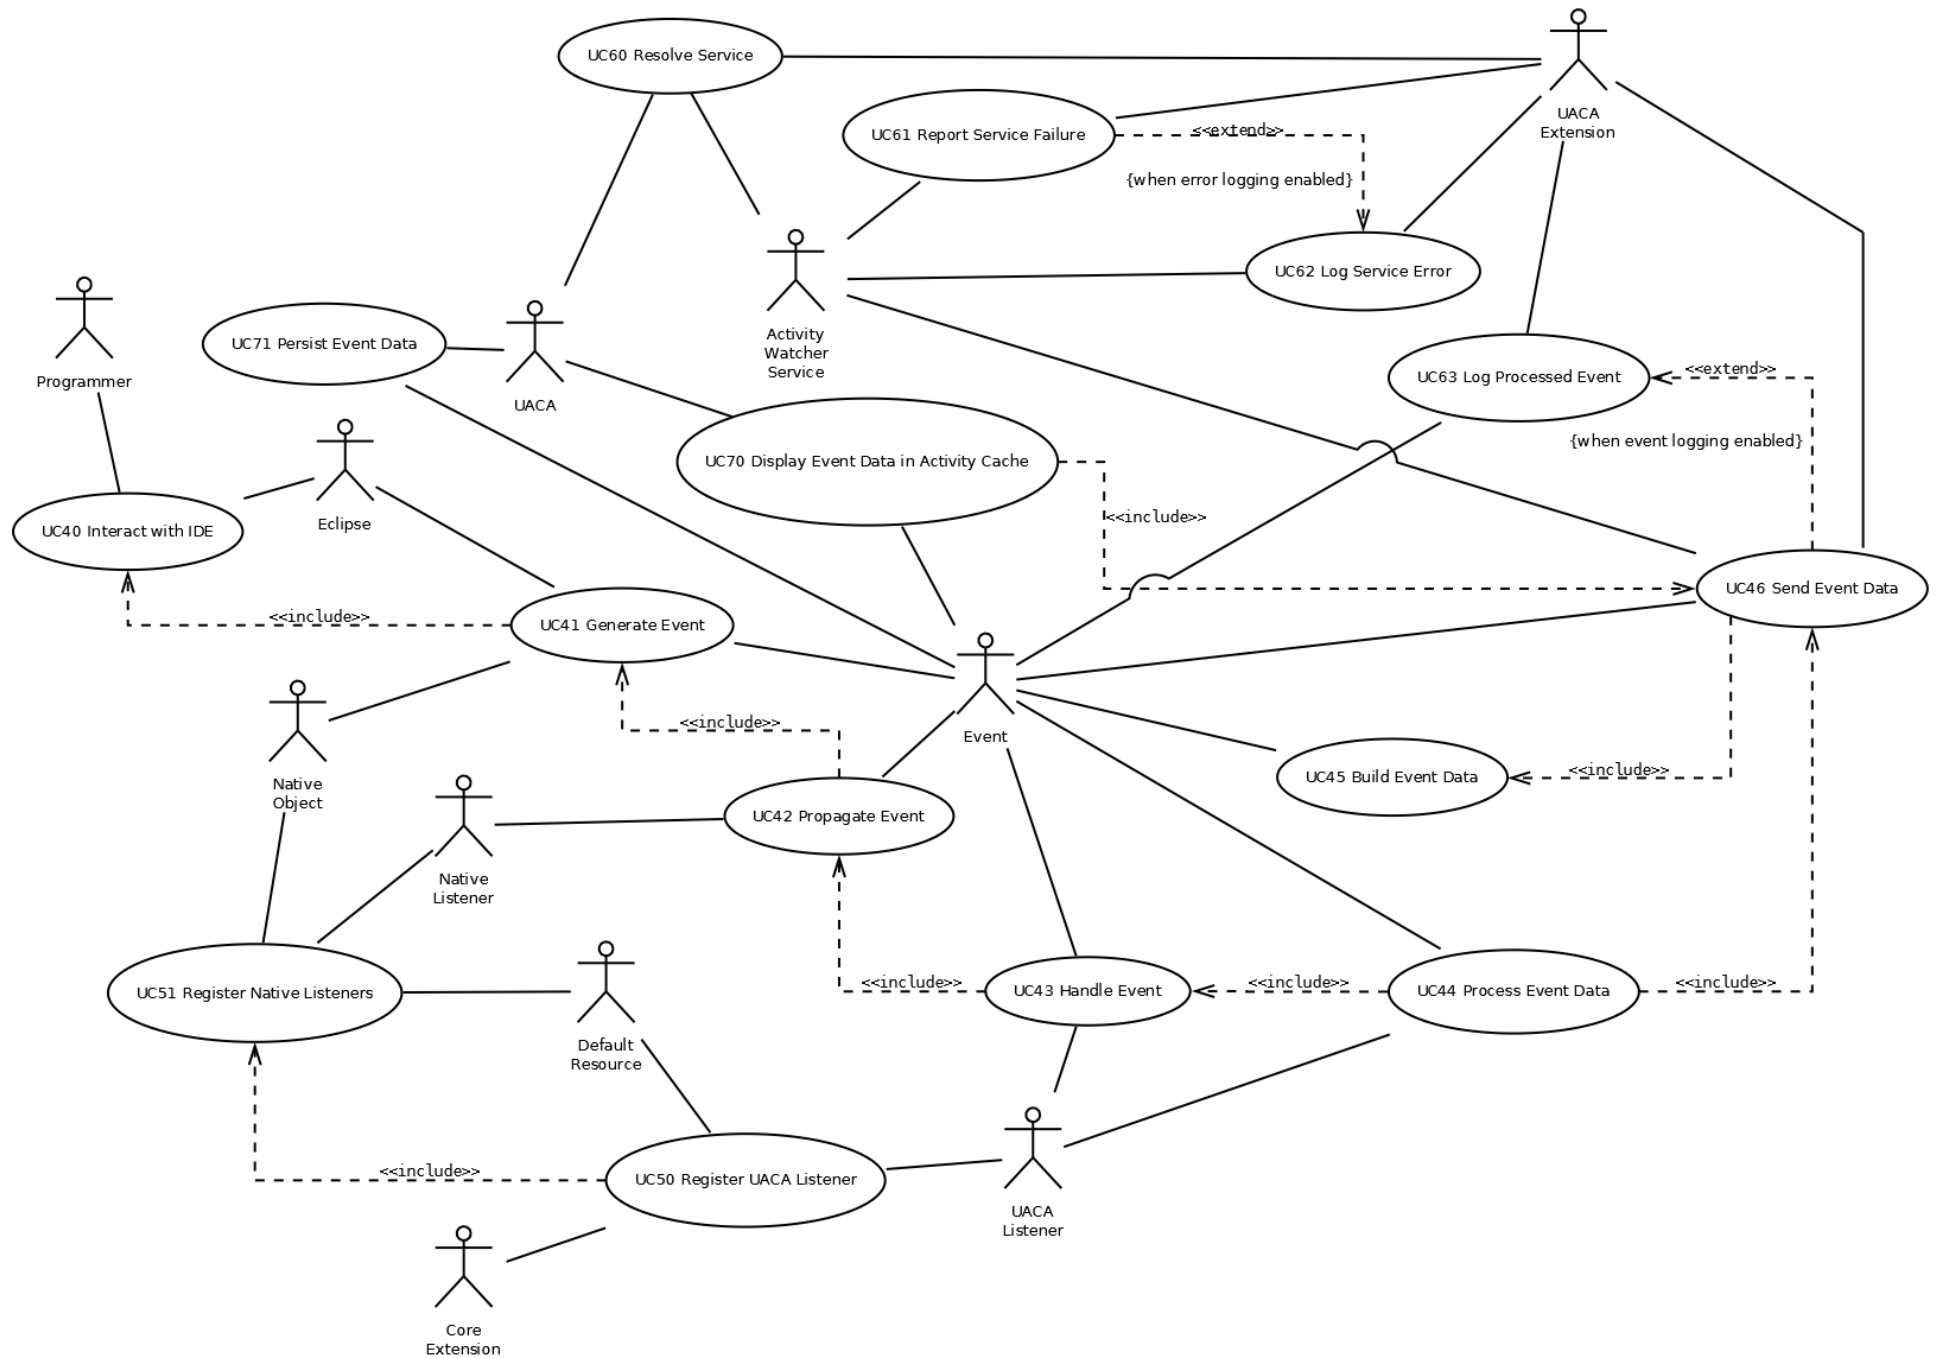 UC60 Resolve Service
UACA
Extension
UC61 Report Service Failure
<<extend>>
{when error logging enabled}
UC62 Log Service Error
Activity
Watcher
Service
UC71 Persist Event Data
UACA
Programmer
UC63 Log Processed Event
<<extend>>
{when event logging enabled}
UC70 Display Event Data in Activity Cache
Eclipse
UC40 Interact with IDE
<<include>>
UC46 Send Event Data
<<include>>
UC41 Generate Event
<<include>>
Event
Native
Object
UC45 Build Event Data
<<include>>
UC42 Propagate Event
Native
Listener
UC51 Register Native Listeners
<<include>>
UC43 Handle Event
<<include>>
UC44 Process Event Data
<<include>>
Default
Resource
<<include>>
UC50 Register UACA Listener
UACA
Listener
Core
Extension